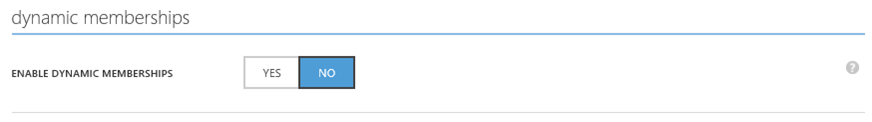 dynamic memberships
ENABLE DYNAMIC MEMBERSHIPS YES NO ?